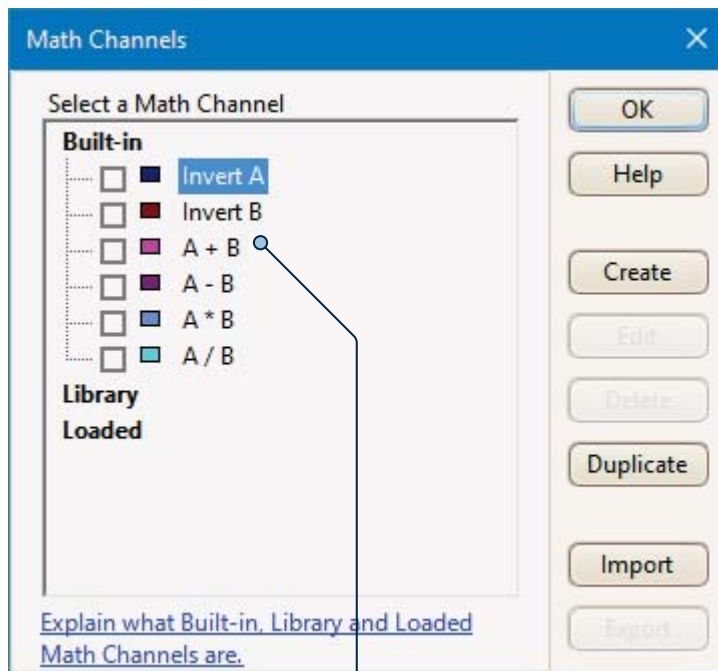 Math Channels
Select a Math Channel
Built-in
Invert A
Invert B
A + B
A - B
A * B
A / B
Library
Loaded
Explain what Built-in, Library and Loaded
Math Channels are.
OK
Help
Create
Edit
Delete
Duplicate
Import
Export